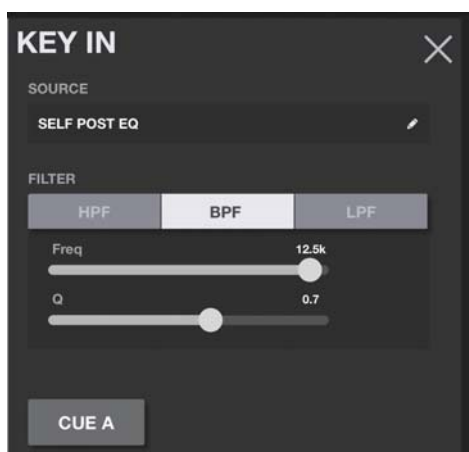 KEY IN
SOURCE
SELF POST EQ
FILTER
HPF BPF LPF
Freq 12.5k
Q 0.7
CUE A